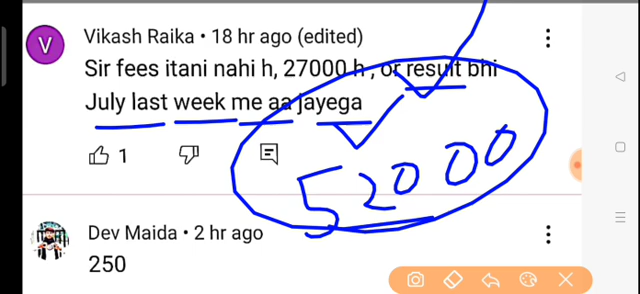 V
Vikash Raika • 18 hr ago (edited)
Sir fees itani nahi h, 27000 h , or result bhi
July last week me aa jayega
1
52000
Dev Maida • 2 hr ago
250